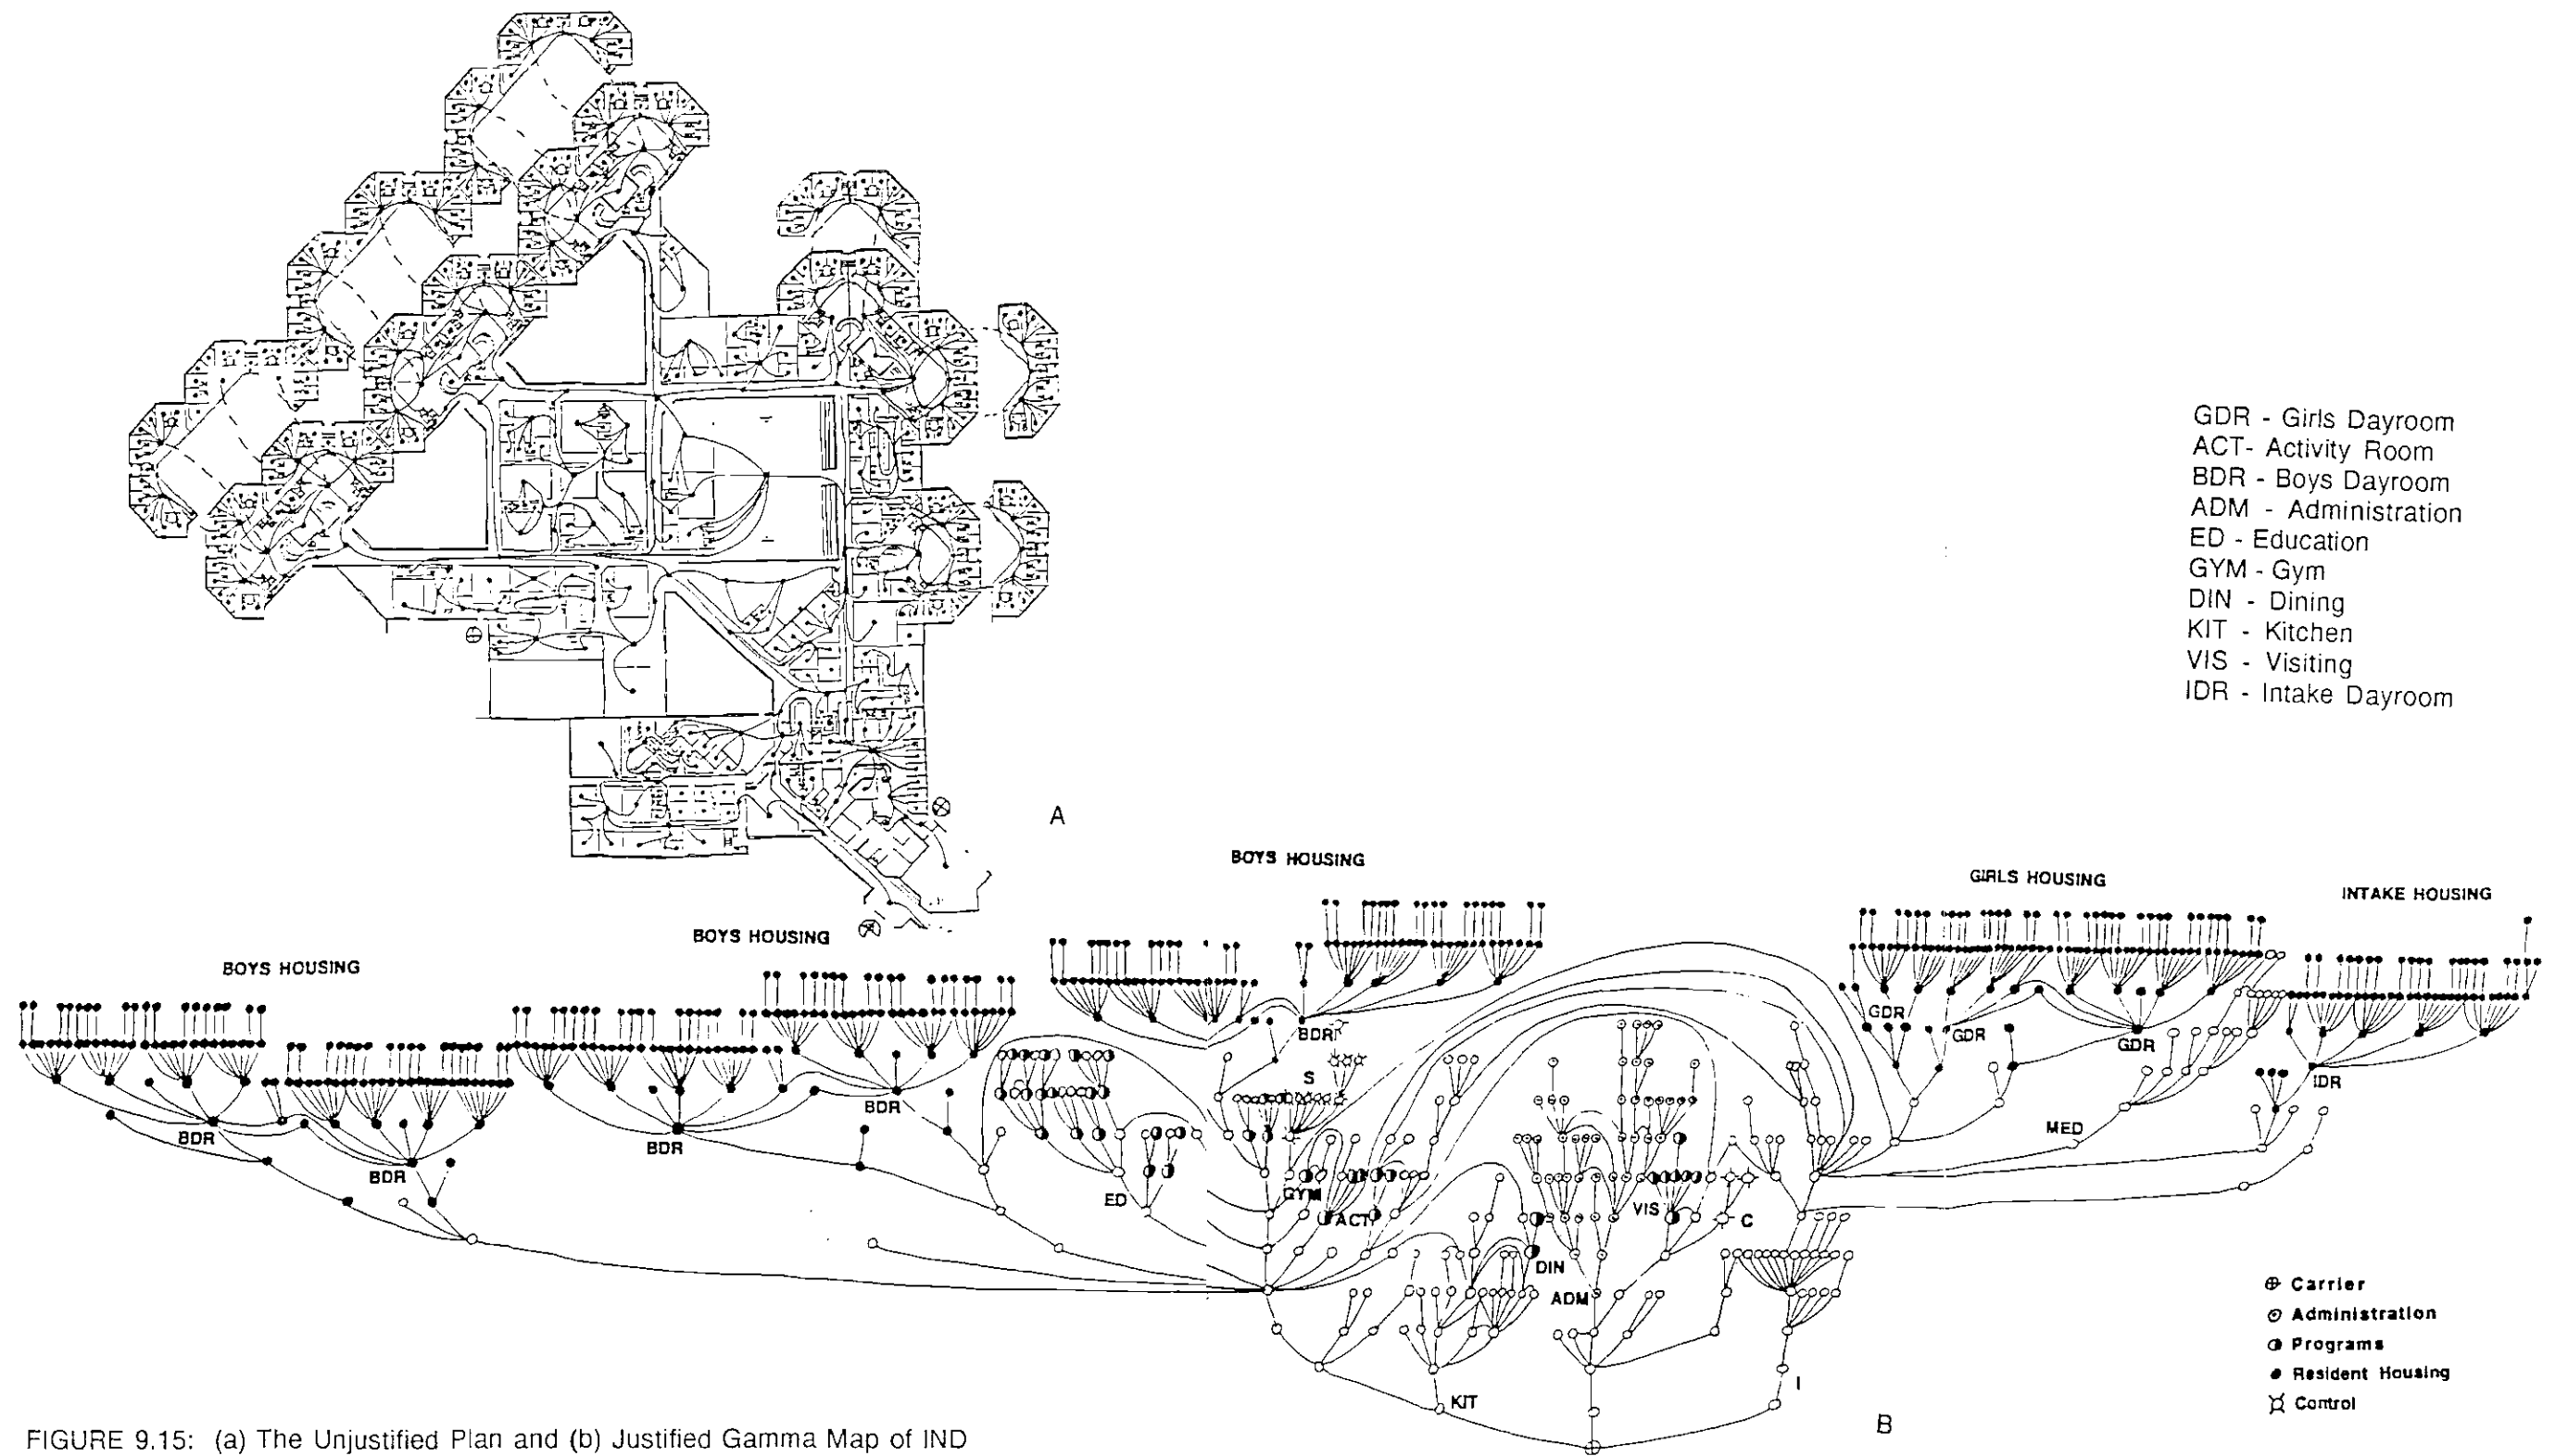 GDR - Girls Dayroom
ACT- Activity Room
BDR - Boys Dayroom
ADM - Administration
ED - Education
GYM - Gym
DIN - Dining
KIT - Kitchen
VIS - Visiting
IDR - Intake Dayroom
A
BOYS HOUSING
GIRLS HOUSING
INTAKE HOUSING
BOYS HOUSING
BOYS HOUSING
GDR
GDR
GDR
BDR
S
IDR
BDR
BDR
BDR
BDR
MED
ED
GYM
ACT
VIS
C
DIN
ADM
KIT
I
B
Carrier
Administration
Programs
Resident Housing
Control
FIGURE 9.15: (a) The Unjustified Plan and (b) Justified Gamma Map of IND